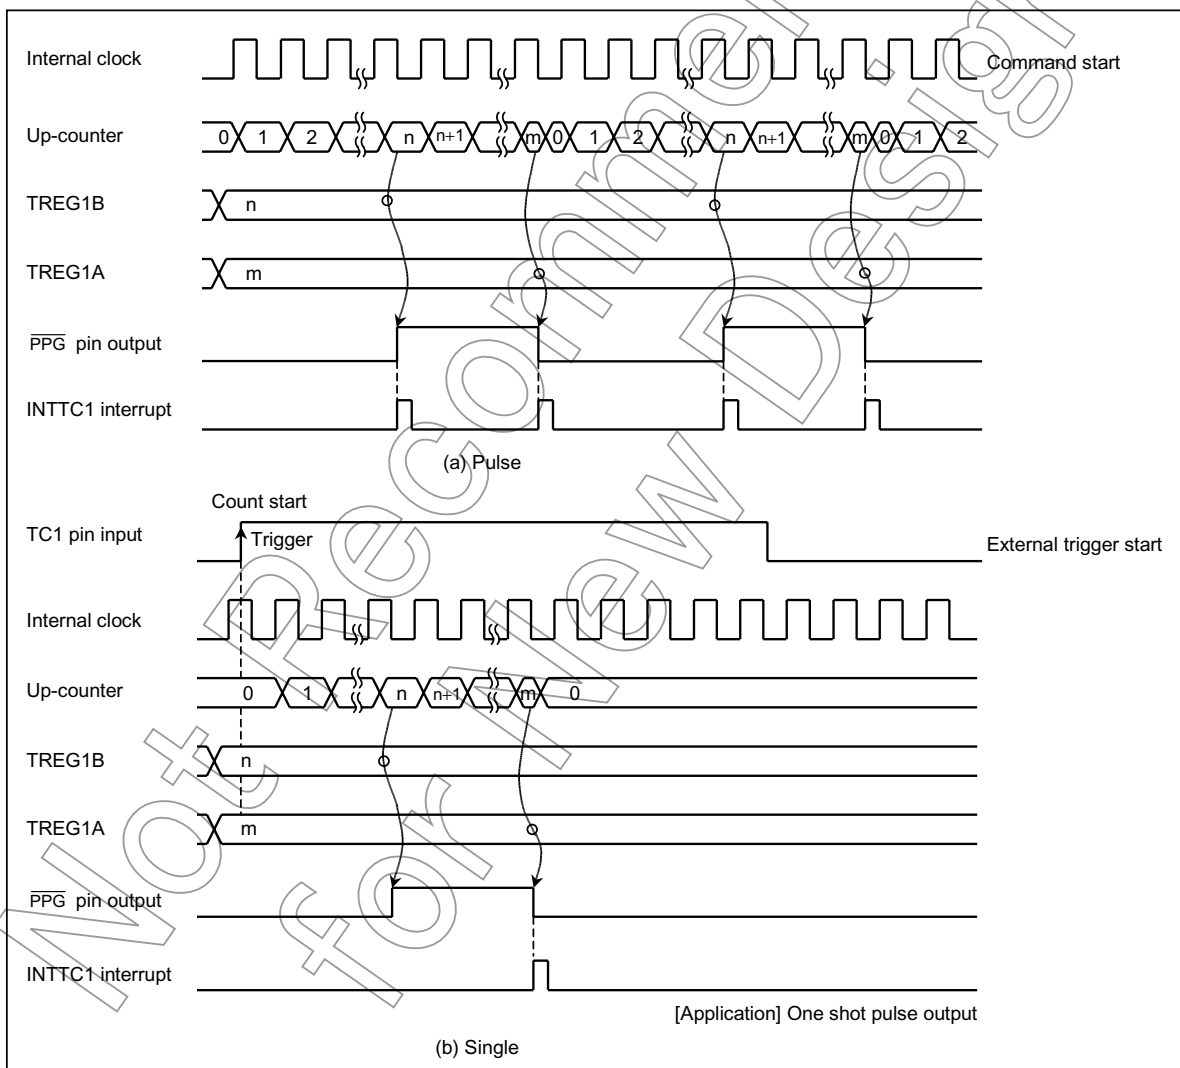 Internal clock
Command start
Up-counter 0 1 2 n n+1 m 0 1 2 n n+1 m 0 1 2
TREG1B n
TREG1A m
PPG pin output
INTTC1 interrupt
(a) Pulse
Count start
TC1 pin input
Trigger
External trigger start
Internal clock
Up-counter 0 1 n n+1 m 0
TREG1B n
TREG1A m
PPG pin output
INTTC1 interrupt
[Application] One shot pulse output
(b) Single
Not Recommended
for New Design